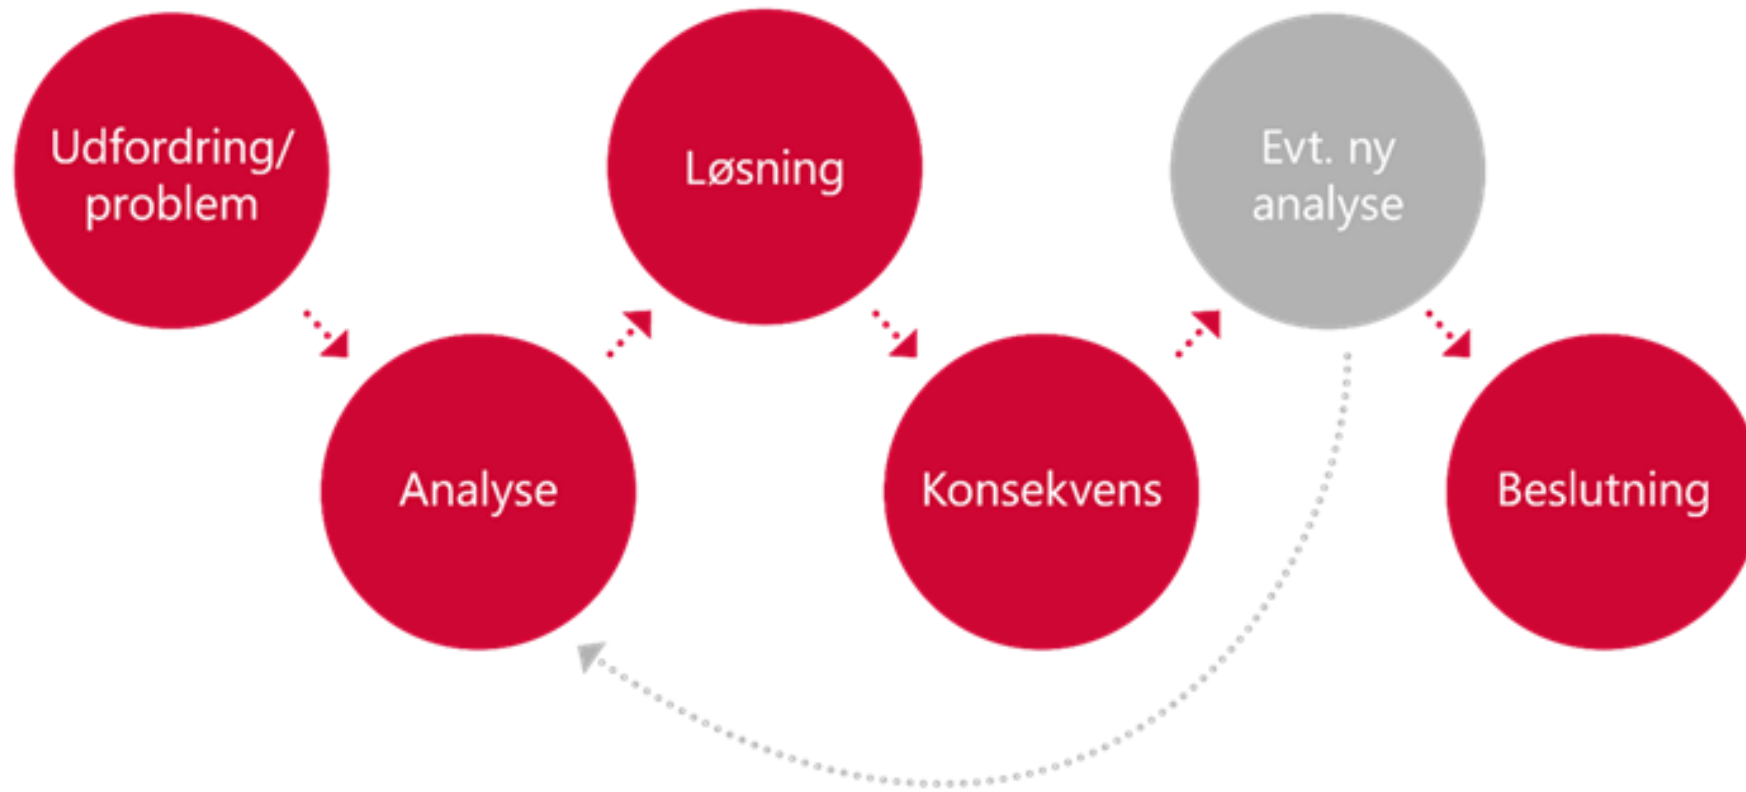 Udfordring/
problem
Analyse
Løsning
Konsekvens
Evt. ny
analyse
Beslutning